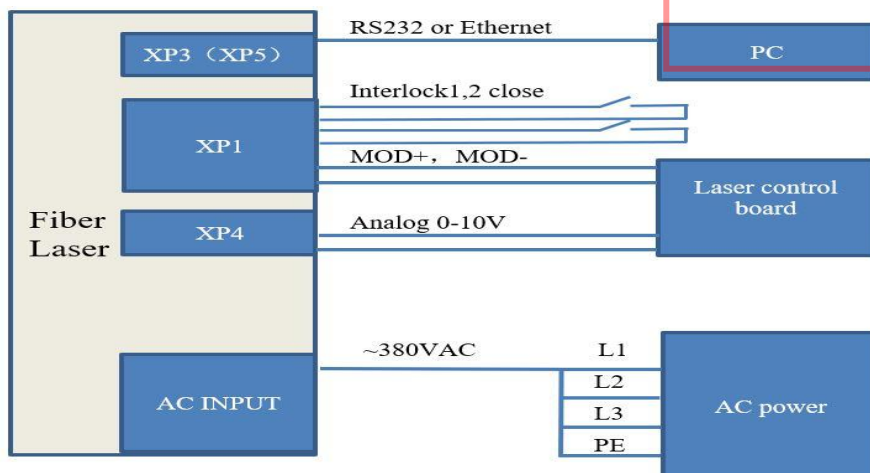 RS232 or Ethernet
XP3（XP5）
PC
Interlock1,2 close
XP1
MOD+，MOD-
Laser control
board
Fiber
Laser
XP4
Analog 0-10V
~380VAC
L1
L2
AC INPUT
L3
AC power
PE